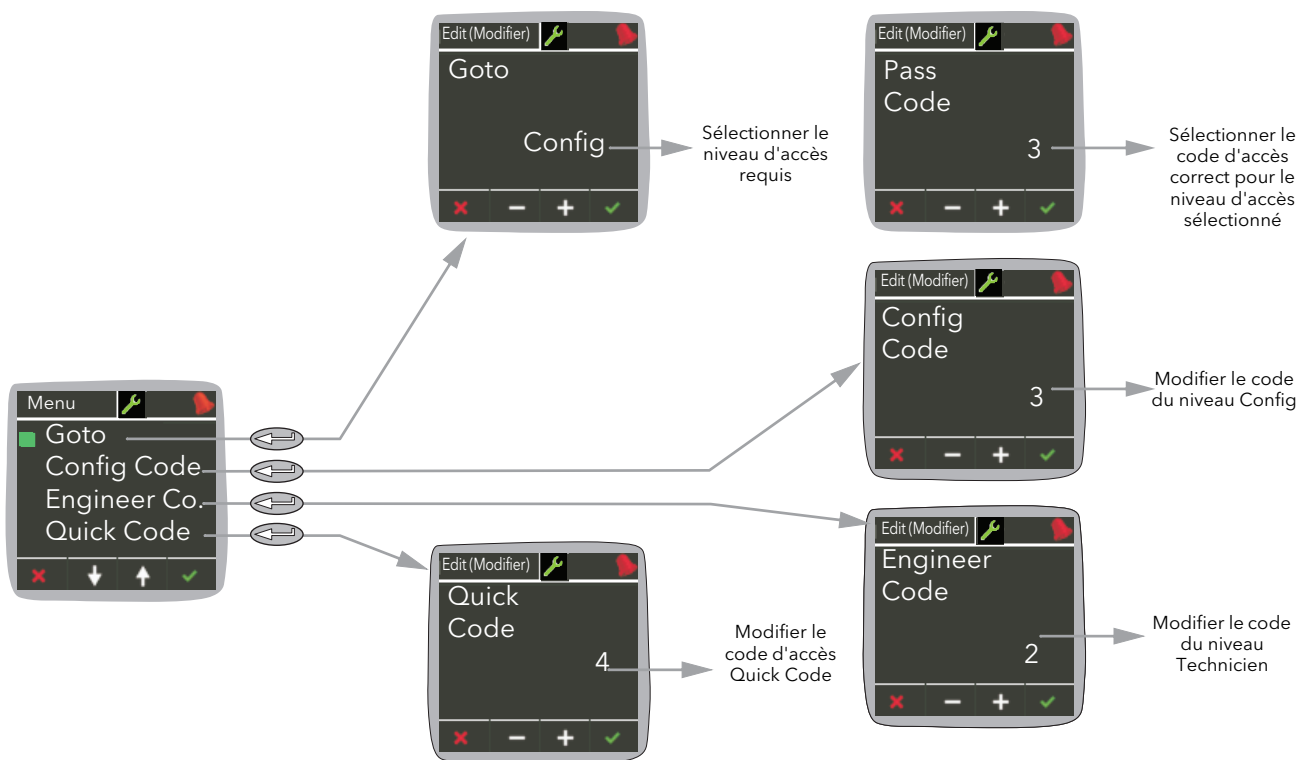 Edit (Modifier)
Goto
Config
Sélectionner le
niveau d'accès
requis
Edit (Modifier)
Pass
Code
3
Sélectionner le
code d'accès
correct pour le
niveau d'accès
sélectionné
Edit (Modifier)
Config
Code
3
Modifier le code
du niveau Config
Menu
Goto
Config Code
Engineer Co.
Quick Code
Edit (Modifier)
Quick
Code
4
Modifier le
code d'accès
Quick Code
Edit (Modifier)
Engineer
Code
2
Modifier le code
du niveau
Technicien